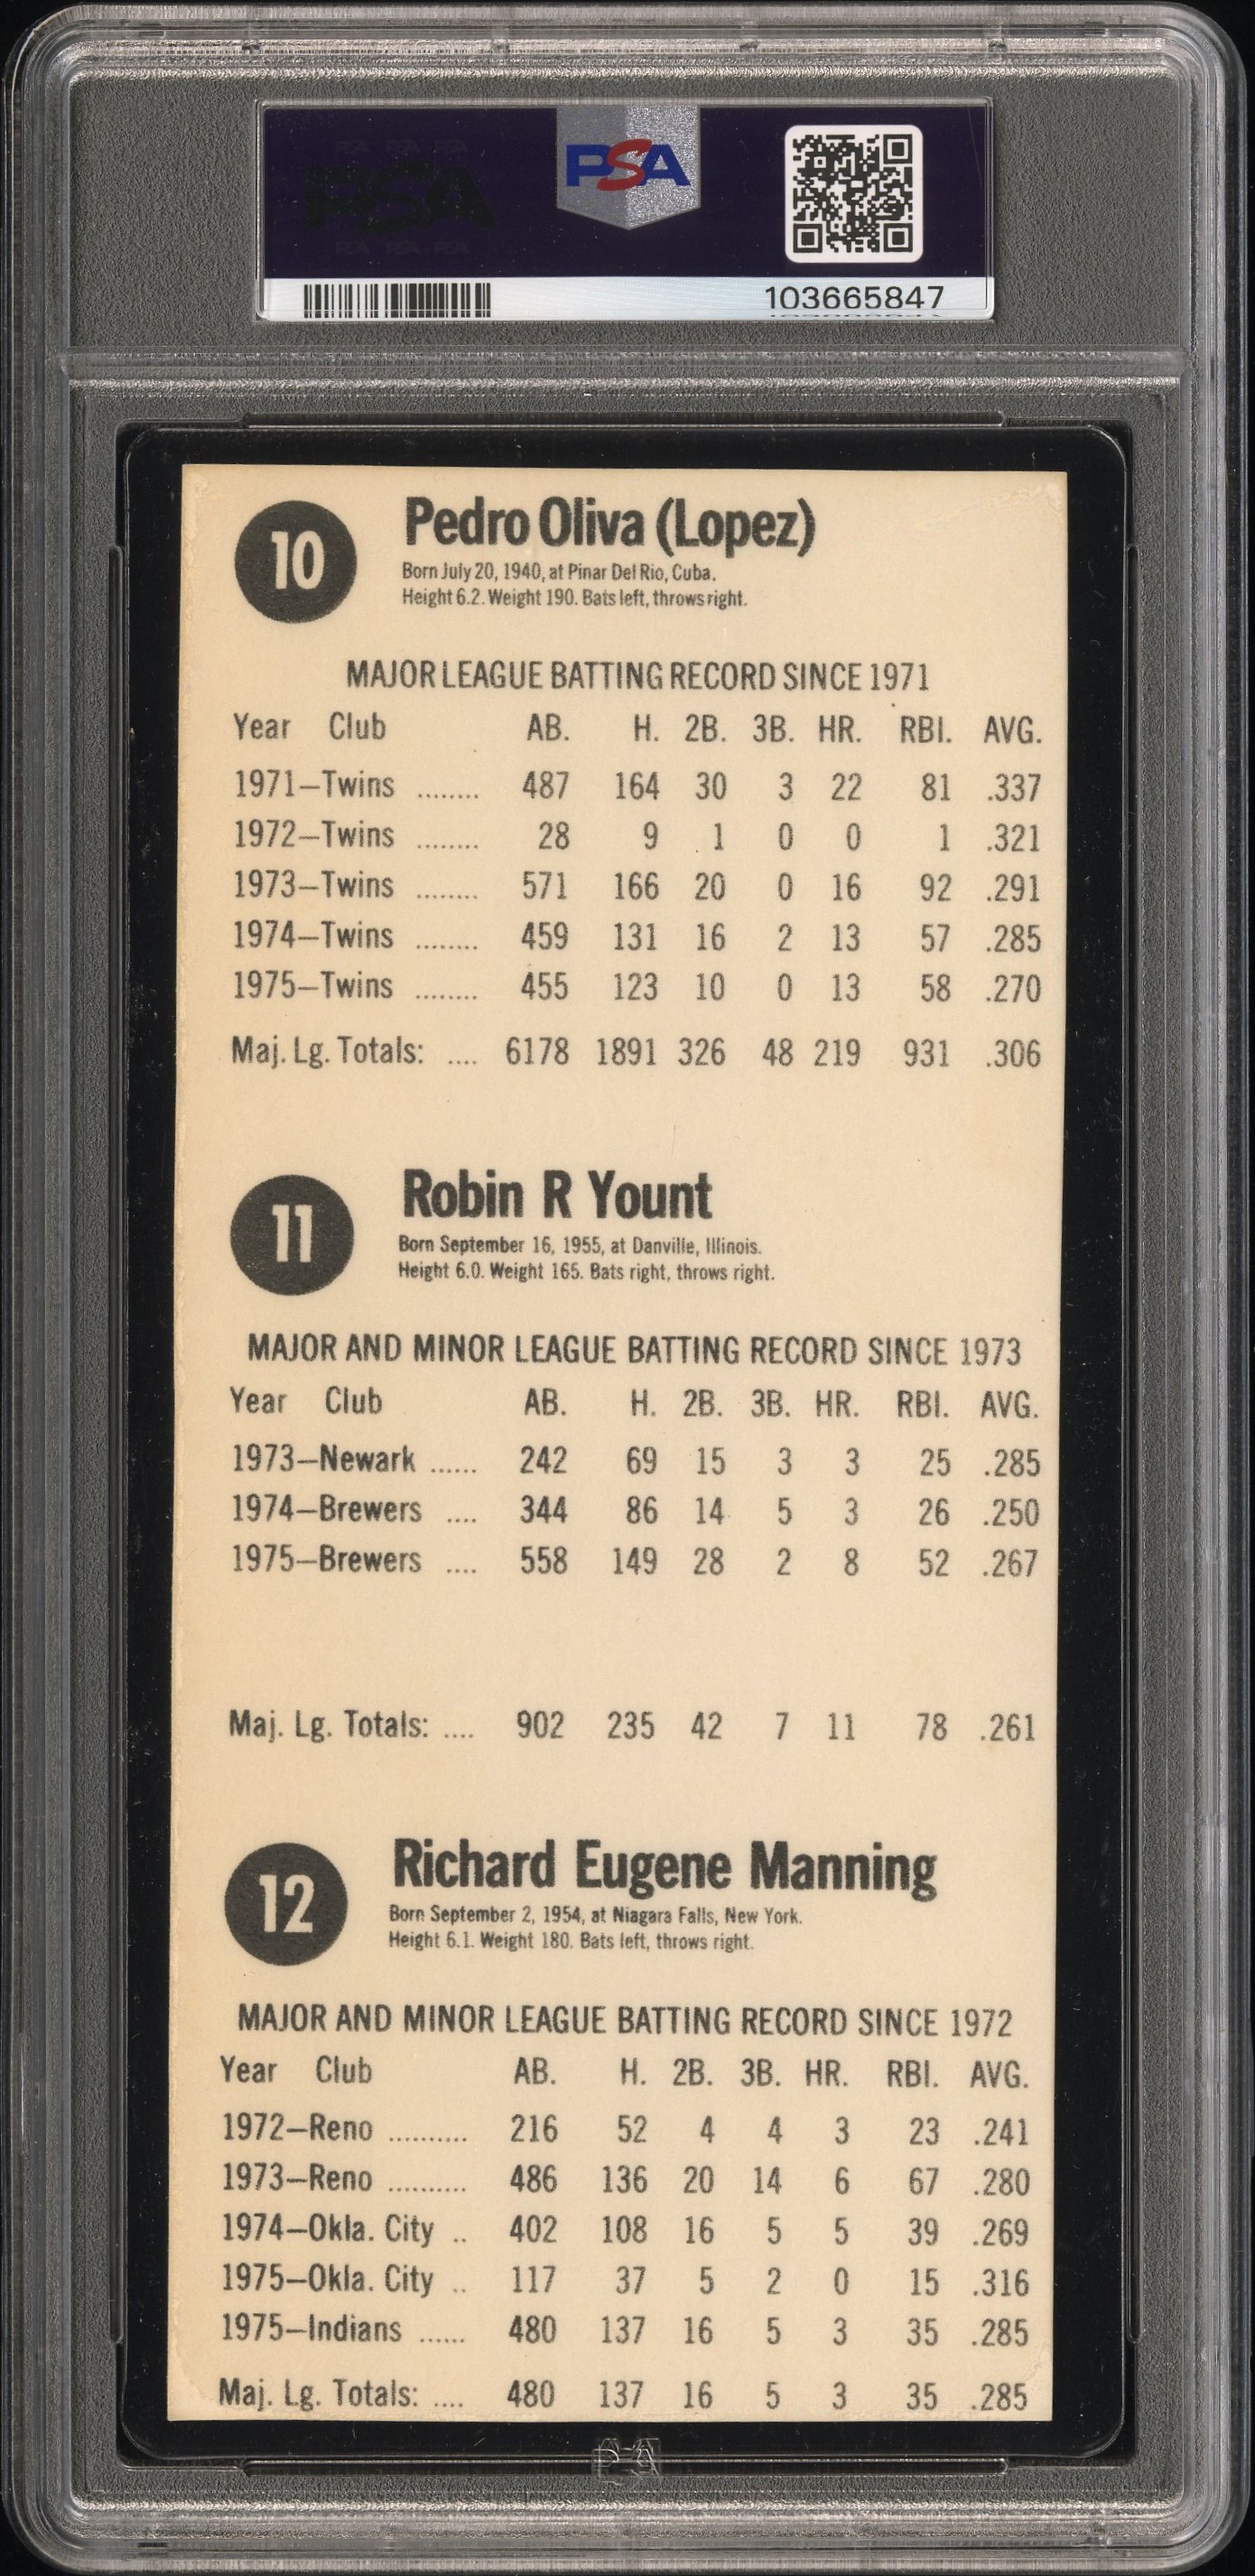 PSA
103665847
10 Pedro Oliva (Lopez)
Born July 20, 1940, at Pinar Del Rio, Cuba.
Height 6.2. Weight 190. Bats left, throws right.
MAJOR LEAGUE BATTING RECORD SINCE 1971
Year Club AB. H. 2B. 3B. HR. RBI. AVG.
1971—Twins ........ 487 164 30 3 22 81 .337
1972—Twins ........ 28 9 1 0 0 1 .321
1973—Twins ........ 571 166 20 0 16 92 .291
1974—Twins ........ 459 131 16 2 13 57 .285
1975—Twins ........ 455 123 10 0 13 58 .270
Maj. Lg. Totals: .... 6178 1891 326 48 219 931 .306
11 Robin R Yount
Born September 16, 1955, at Danville, Illinois.
Height 6.0. Weight 165. Bats right, throws right.
MAJOR AND MINOR LEAGUE BATTING RECORD SINCE 1973
Year Club AB. H. 2B. 3B. HR. RBI. AVG.
1973—Newark ...... 242 69 15 3 3 25 .285
1974—Brewers .... 344 86 14 5 3 26 .250
1975—Brewers .... 558 149 28 2 8 52 .267
Maj. Lg. Totals: .... 902 235 42 7 11 78 .261
12 Richard Eugene Manning
Born September 2, 1954, at Niagara Falls, New York.
Height 6.1. Weight 180. Bats left, throws right.
MAJOR AND MINOR LEAGUE BATTING RECORD SINCE 1972
Year Club AB. H. 2B. 3B. HR. RBI. AVG.
1972—Reno .......... 216 52 4 4 3 23 .241
1973—Reno .......... 486 136 20 14 6 67 .280
1974—Okla. City .. 402 108 16 5 5 39 .269
1975—Okla. City .. 117 37 5 2 0 15 .316
1975—Indians ...... 480 137 16 5 3 35 .285
Maj. Lg. Totals: .... 480 137 16 5 3 35 .285